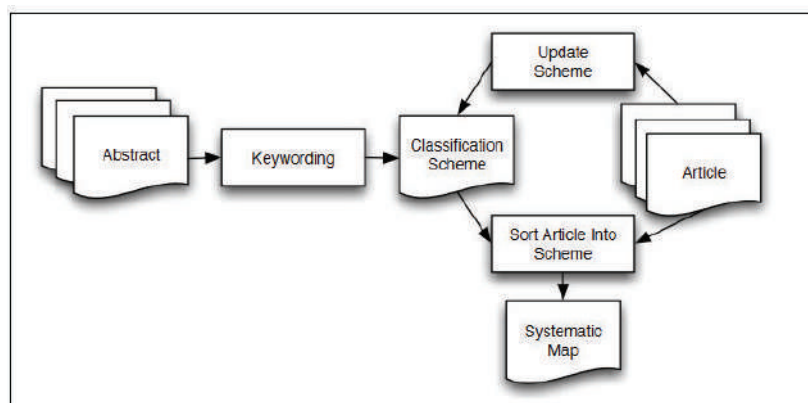 Update
Scheme
Abstract
Keywording
Classification
Scheme
Article
Sort Article Into
Scheme
Systematic
Map